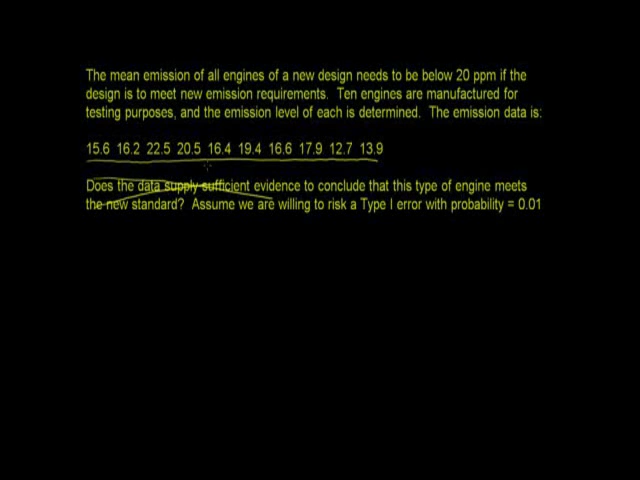 The mean emission of all engines of a new design needs to be below 20 ppm if the
design is to meet new emission requirements. Ten engines are manufactured for
testing purposes, and the emission level of each is determined. The emission data is:
15.6 16.2 22.5 20.5 16.4 19.4 16.6 17.9 12.7 13.9
Does the data supply sufficient evidence to conclude that this type of engine meets
the new standard? Assume we are willing to risk a Type I error with probability = 0.01